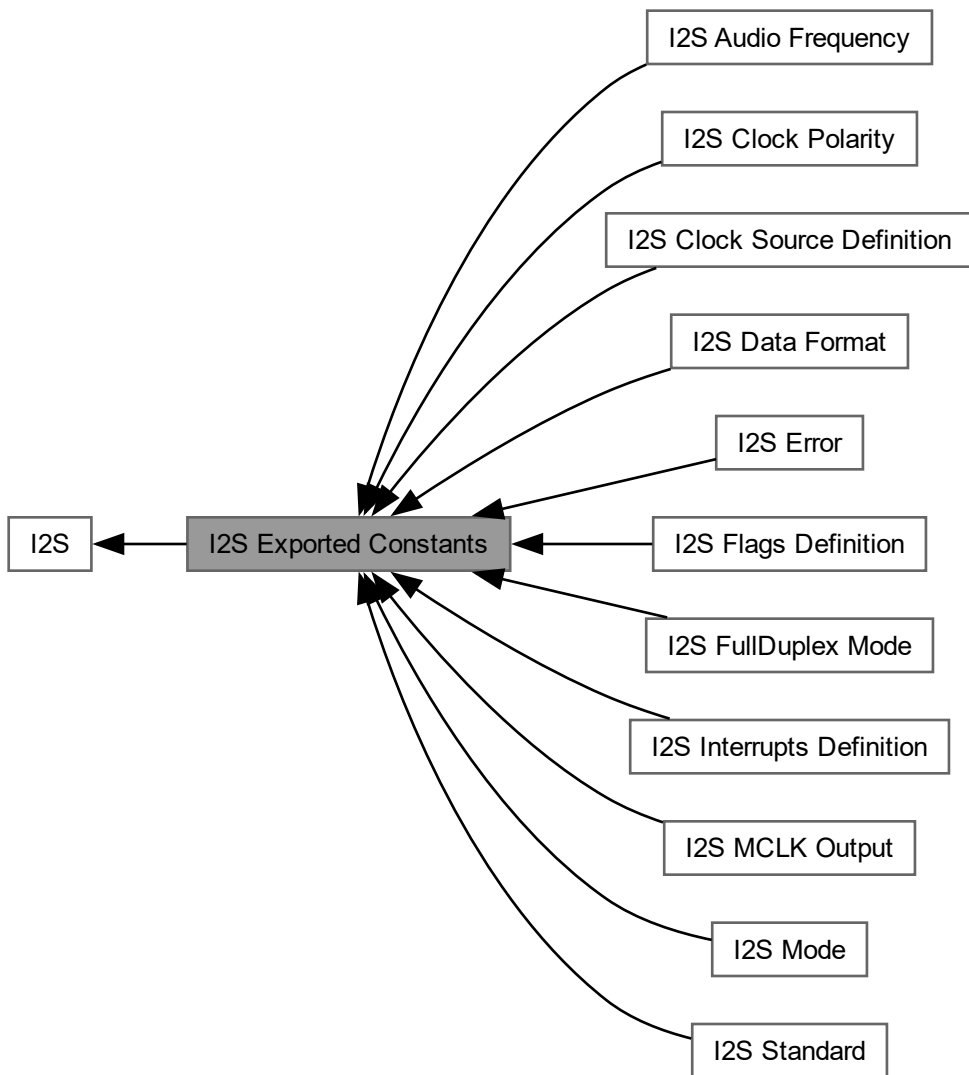 I2S Audio Frequency
I2S Clock Polarity
I2S Clock Source Definition
I2S Data Format
I2S Error
I2S
I2S Exported Constants
I2S Flags Definition
I2S FullDuplex Mode
I2S Interrupts Definition
I2S MCLK Output
I2S Mode
I2S Standard